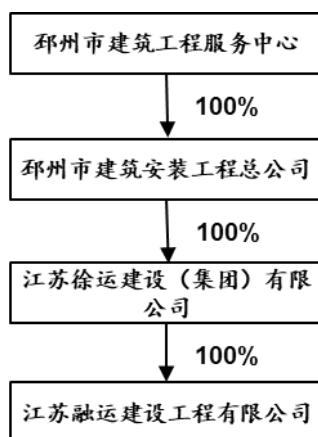 邳州市建筑工程服务中心
100%
邳州市建筑安装工程总公司
100%
江苏徐运建设（集团）有限
公司
100%
江苏融运建设工程有限公司